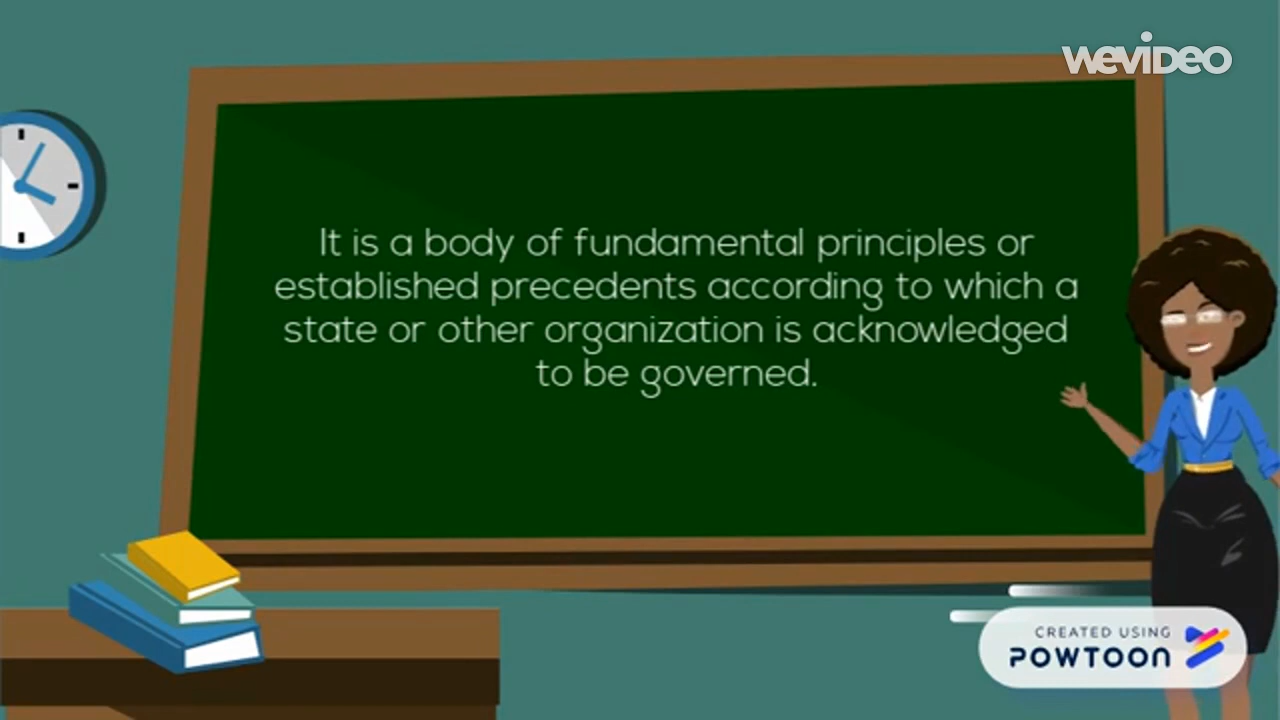 WEVIDEO
It is a body of fundamental principles or
established precedents according to which a
state or other organization is acknowledged
to be governed.
CREATED USING
POWTOON